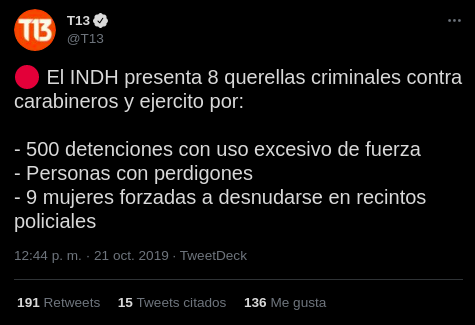 T13
T13
@T13
El INDH presenta 8 querellas criminales contra
carabineros y ejercito por:
- 500 detenciones con uso excesivo de fuerza
- Personas con perdigones
- 9 mujeres forzadas a desnudarse en recintos
policiales
12:44 p. m. · 21 oct. 2019 · TweetDeck
191 Retweets 15 Tweets citados 136 Me gusta